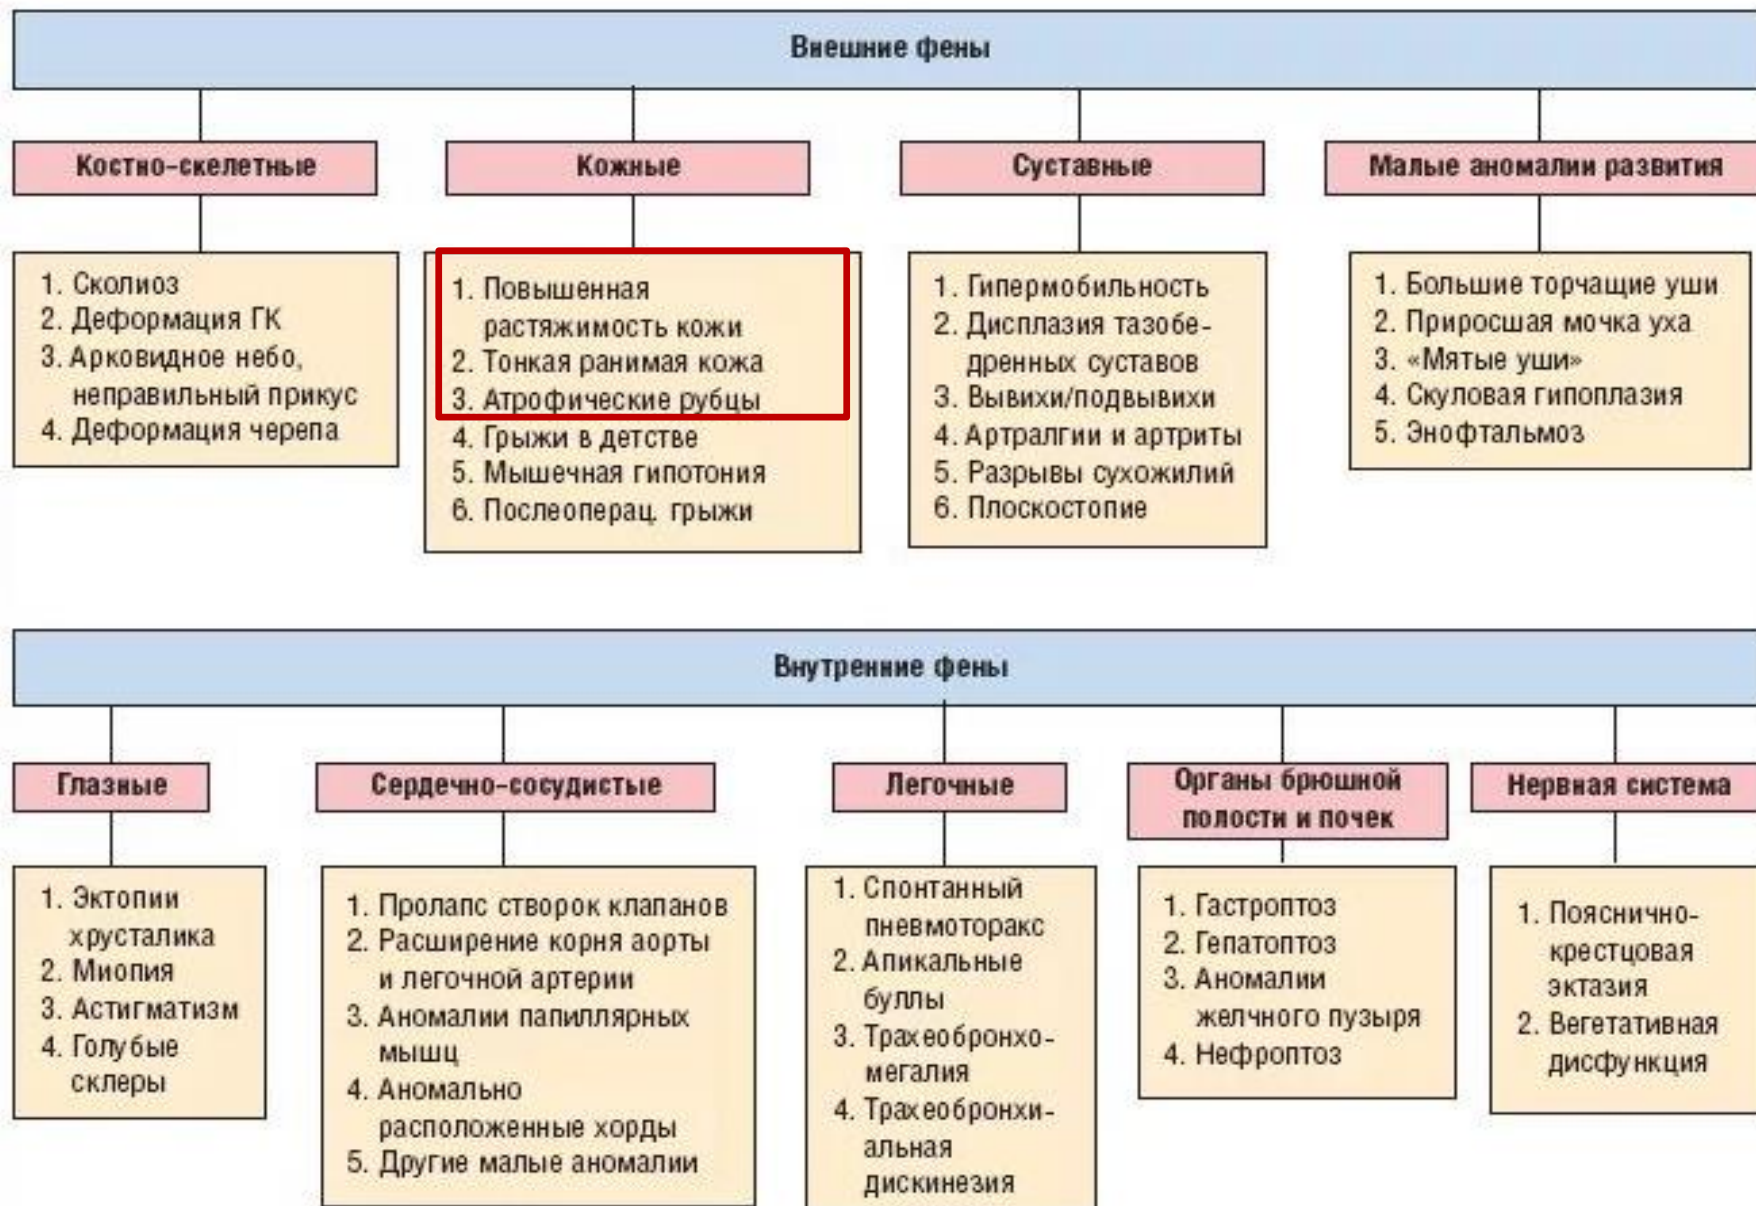 Внешние фены
Костно-скелетные
1. Сколиоз
2. Деформация ГК
3. Арковидное небо,
неправильный прикус
4. Деформация черепа
Кожные
1. Повышенная
растяжимость кожи
2. Тонкая ранимая кожа
3. Атрофические рубцы
4. Грыжи в детстве
5. Мышечная гипотония
6. Послеоперац. грыжи
Суставные
1. Гипермобильность
2. Дисплазия тазобе-
дренных суставов
3. Вывихи/подвывихи
4. Артралгии и артриты
5. Разрывы сухожилий
6. Плоскостопие
Малые аномалии развития
1. Большие торчащие уши
2. Приросшая мочка уха
3. «Мятые уши»
4. Скуловая гипоплазия
5. Энофтальмоз
Внутренние фены
Глазные
1. Эктопии
хрусталика
2. Миопия
3. Астигматизм
4. Голубые
склеры
Сердечно-сосудистые
1. Пролапс створок клапанов
2. Расширение корня аорты
и легочной артерии
3. Аномалии папиллярных
мышц
4. Аномально
расположенные хорды
5. Другие малые аномалии
Легочные
1. Спонтанный
пневмоторакс
2. Апикальные
буллы
3. Трахеобронхо-
мегалия
4. Трахеобронхи-
альная
дискинезия
Органы брюшной
полости и почек
1. Гастроптоз
2. Гепатоптоз
3. Аномалии
желчного пузыря
4. Нефроптоз
Нервная система
1. Пояснично-
крестцовая
эктазия
2. Вегетативная
дисфункция